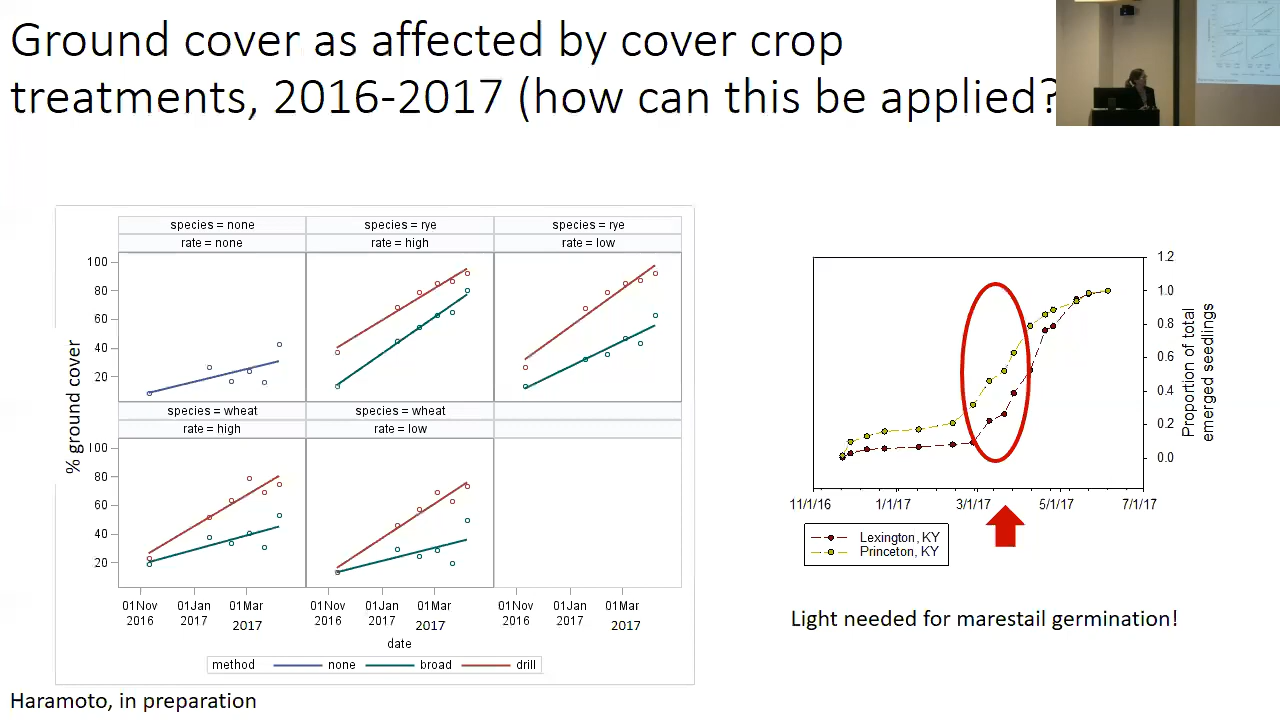 Ground cover as affected by cover crop
treatments, 2016-2017 (how can this be applied?
species = none
species = rye
species = rye
rate = none
rate = high
rate = low
100
80
60
40
20
% ground cover
species = wheat
species = wheat
rate = high
rate = low
100
80
60
40
20
01Nov 01Jan 01Mar
2016 2017 2017
01Nov 01Jan 01Mar
2016 2017 2017
01Nov 01Jan 01Mar
2016 2017 2017
date
method none broad drill
Haramoto, in preparation
1.2
1.0
0.8
0.6
0.4
0.2
0.0
Proportion of total
emerged seedlings
11/1/16 1/1/17 3/1/17 5/1/17 7/1/17
Lexington, KY
Princeton, KY
Light needed for marestail germination!